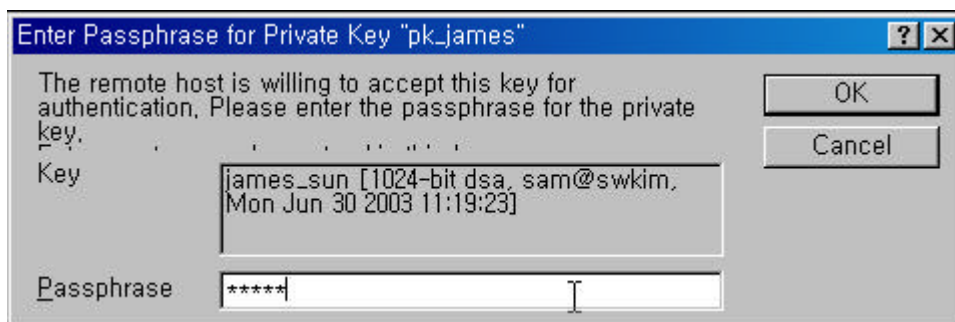 Enter Passphrase for Private Key "pk_james"
The remote host is willing to accept this key for
authentication, Please enter the passphrase for the private
key,
OK
Cancel
Key
james_sun [1024-bit dsa, sam@swkim,
Mon Jun 30 2003 11:19:23]
Passphrase
*****